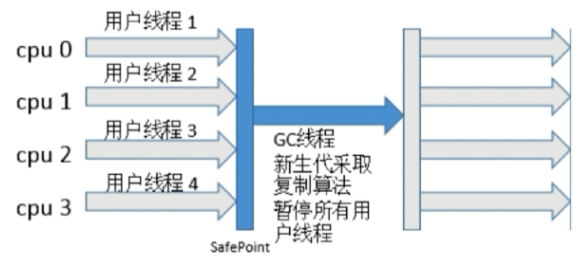 用户线程 1
cpu 0
用户线程 2
cpu 1
用户线程 3
cpu 2
用户线程 4
cpu 3
GC线程
新生代采取
复制算法
暂停所有用
户线程
SafePoint